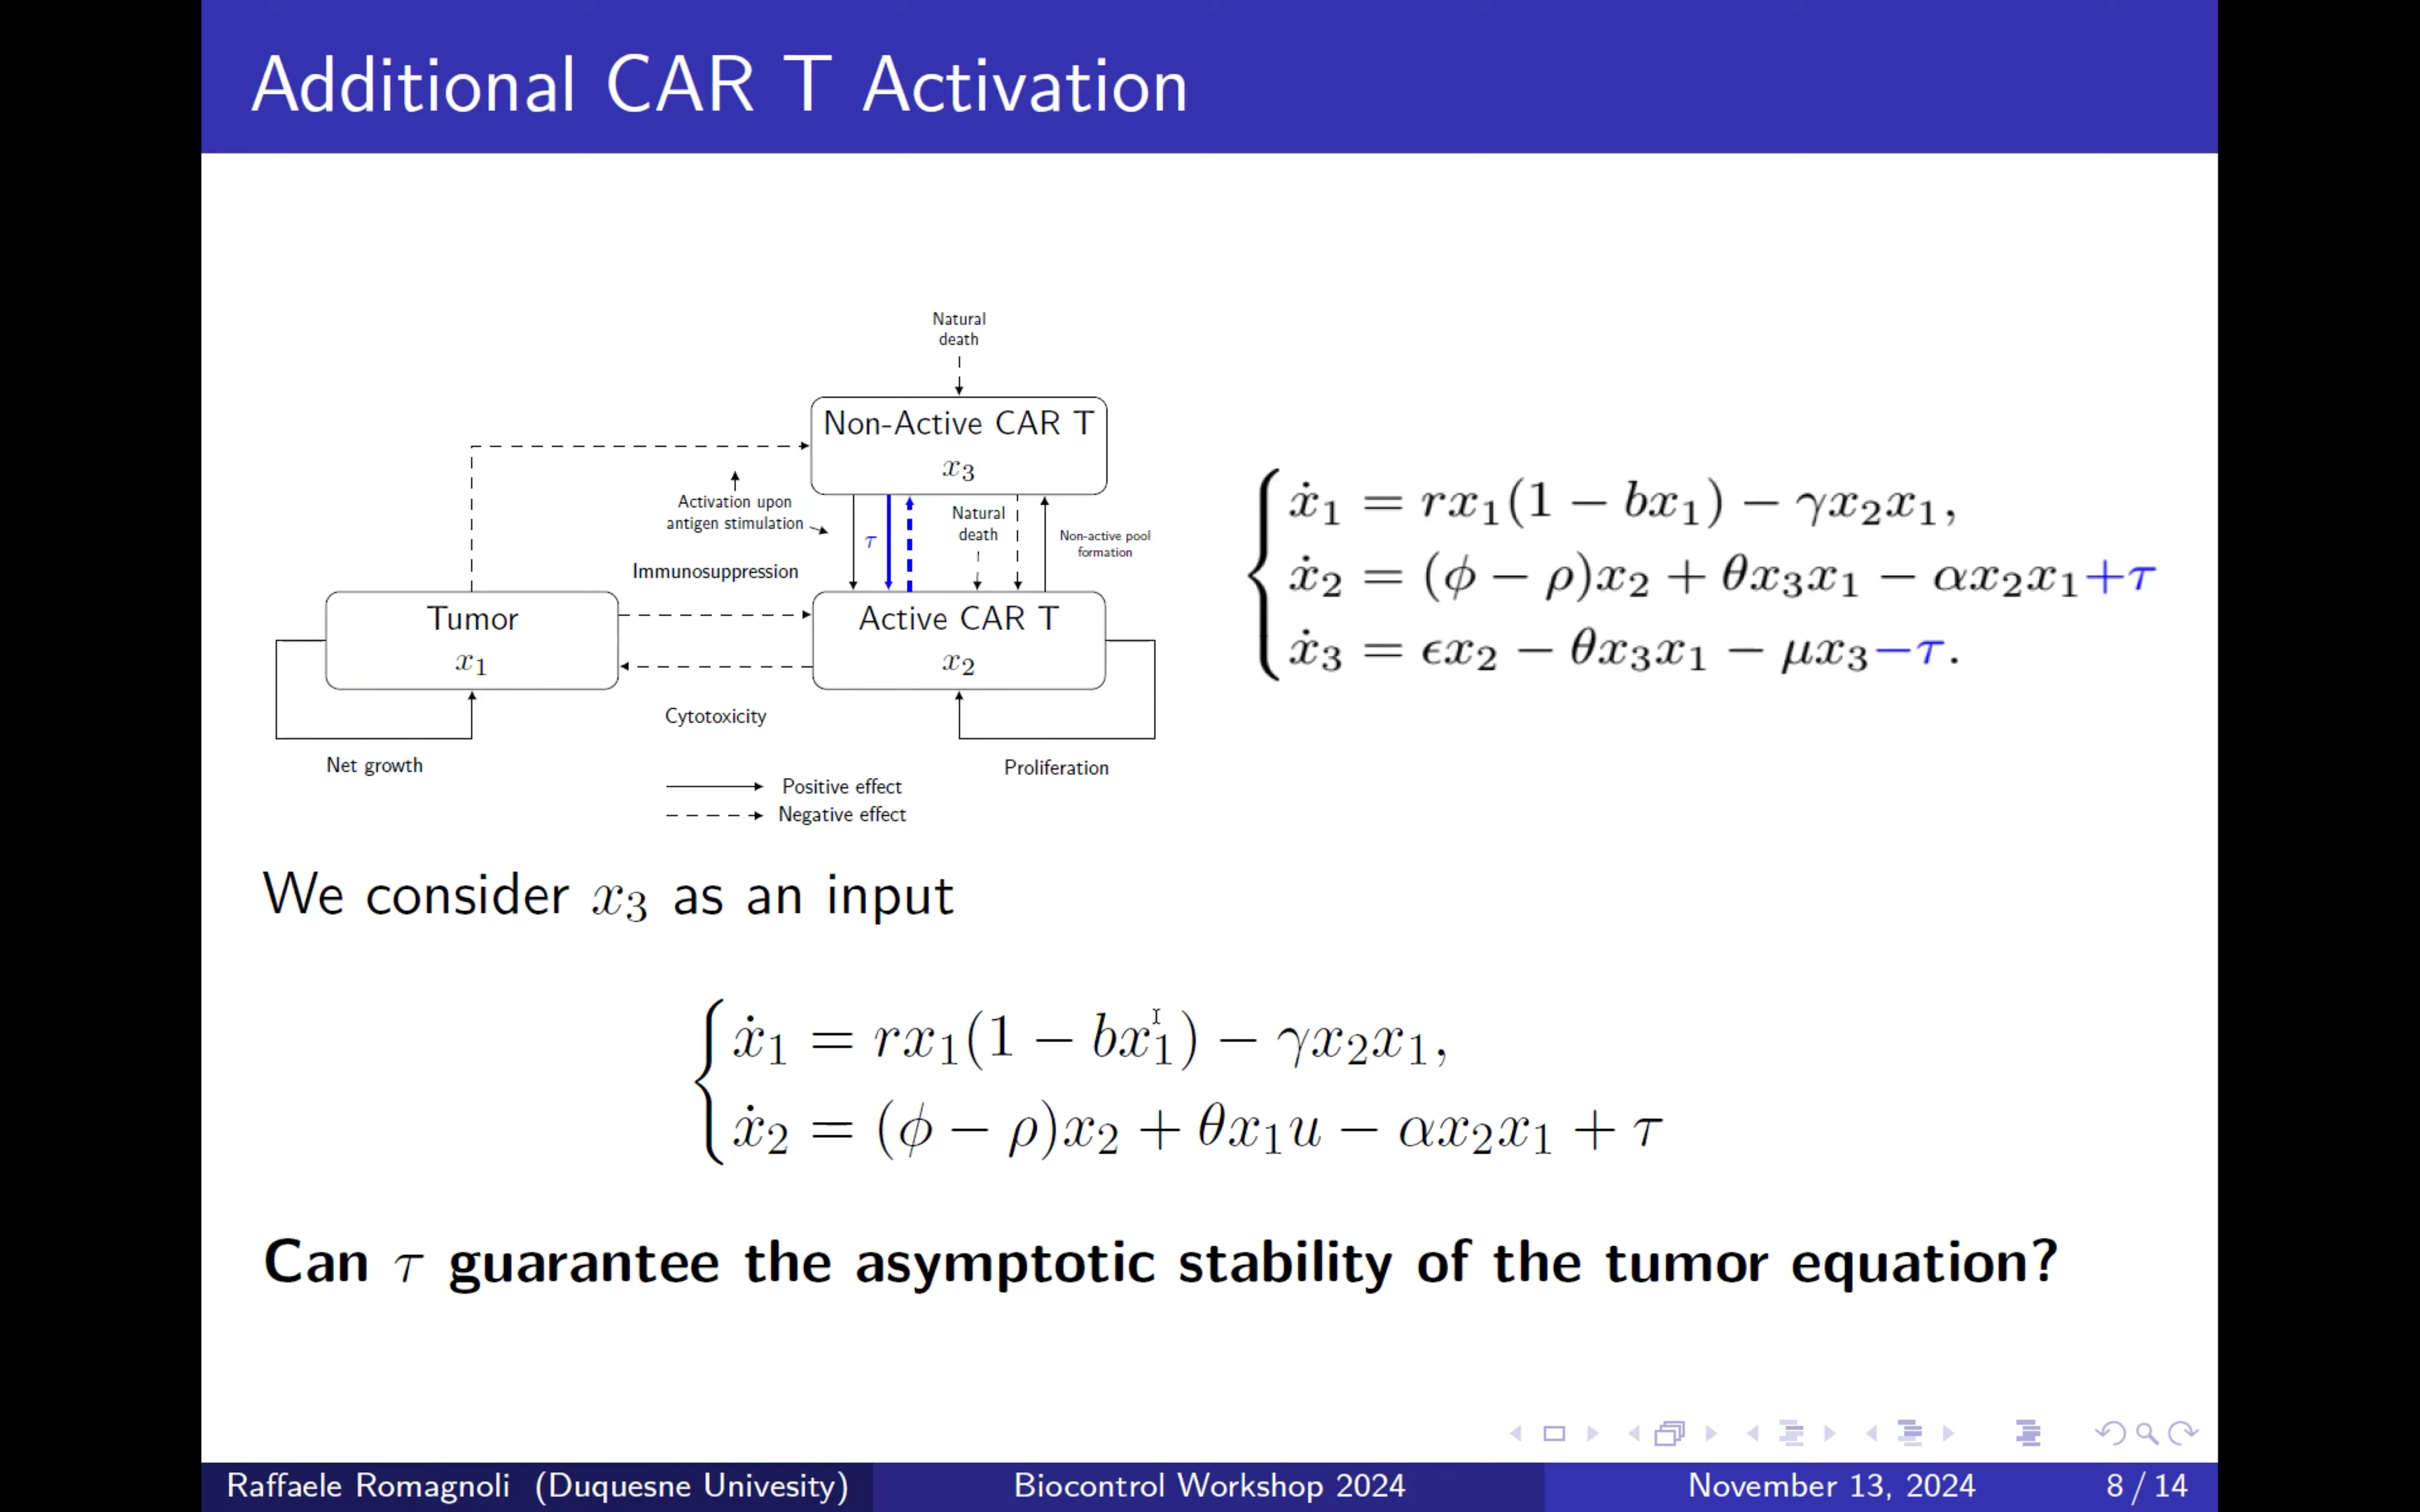 Additional CAR T Activation
Natural
death
Non-Active CAR T
x₃
Activation upon
antigen stimulation
τ
Natural
death
Non-active pool
formation
Immunosuppression
Tumor
x₁
Active CAR T
x₂
Cytotoxicity
Net growth
Proliferation
Positive effect
Negative effect
ẋ₁ = rx₁(1 − bx₁) − γx₂x₁,
ẋ₂ = (ϕ − ρ)x₂ + θx₃x₁ − αx₂x₁+τ
ẋ₃ = ϵx₂ − θx₃x₁ − μx₃−τ.
We consider x₃ as an input
ẋ₁ = rx₁(1 − bx₁) − γx₂x₁,
ẋ₂ = (ϕ − ρ)x₂ + θx₁u − αx₂x₁ + τ
Can τ guarantee the asymptotic stability of the tumor equation?
Raffaele Romagnoli (Duquesne Univesity)
Biocontrol Workshop 2024
November 13, 2024
8 / 14